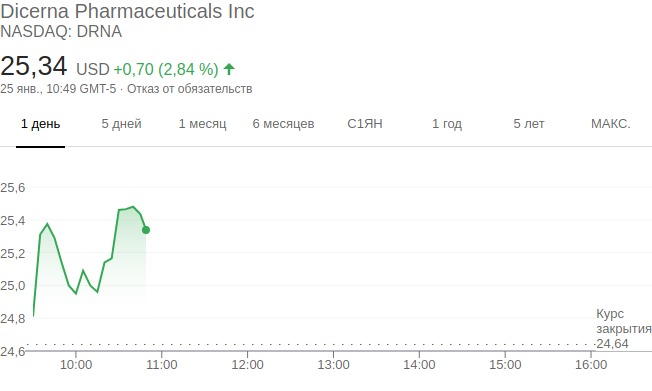 Dicerna Pharmaceuticals Inc
NASDAQ: DRNA
25,34 USD +0,70 (2,84 %)
25 янв., 10:49 GMT-5 · Отказ от обязательств
1 день 5 дней 1 месяц 6 месяцев С1ЯН 1 год 5 лет МАКС.
25,6
25,4
25,2
25,0
24,8
Курс
закрытия
24,64
24,6
10:00 11:00 12:00 13:00 14:00 15:00 16:00